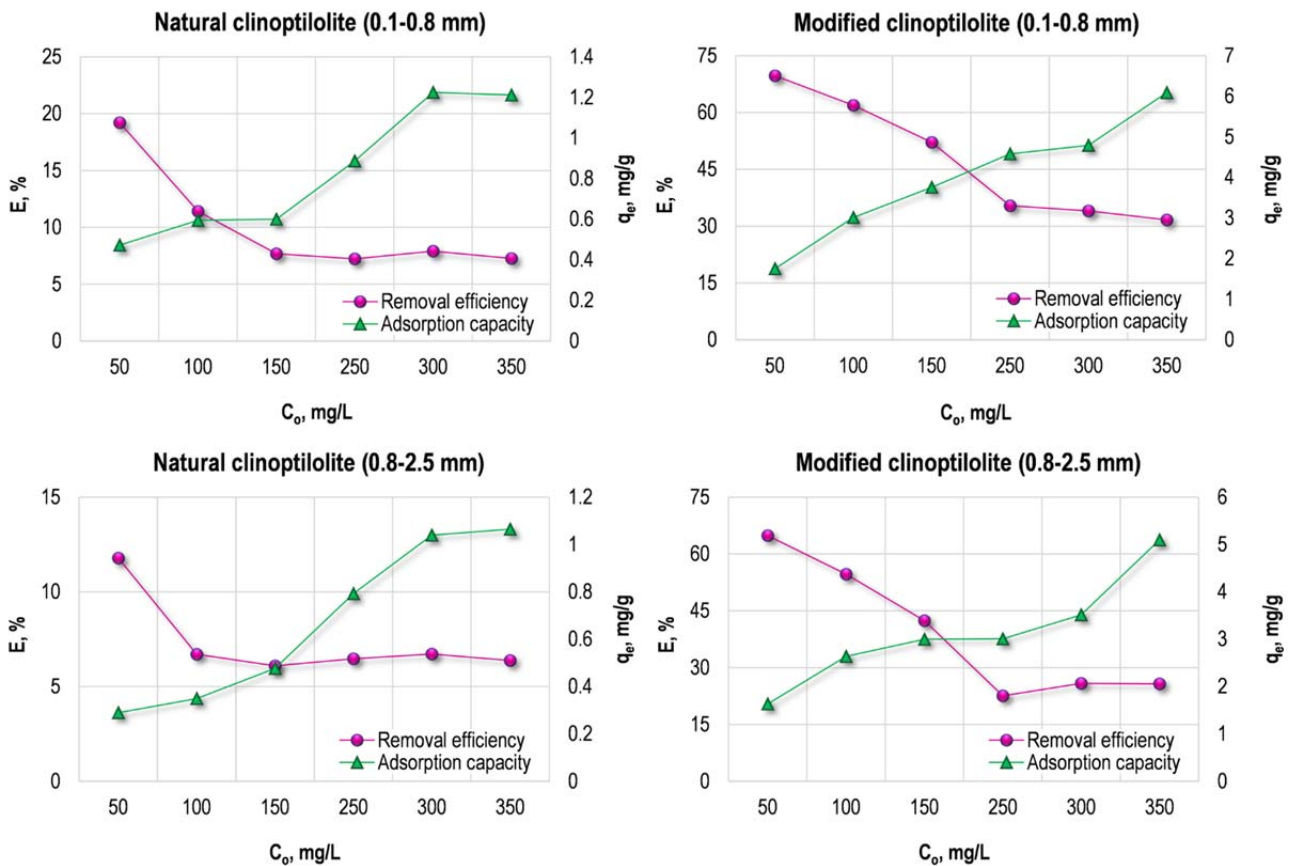 Natural clinoptilolite (0.1-0.8 mm)
25
20
15
10
5
0
E, %
1.4
1.2
1
0.8
0.6
0.4
0.2
0
qₑ, mg/g
Removal efficiency
Adsorption capacity
50 100 150 250 300 350
Cₒ, mg/L
Modified clinoptilolite (0.1-0.8 mm)
75
60
45
30
15
0
E, %
7
6
5
4
3
2
1
0
qₑ, mg/g
Removal efficiency
Adsorption capacity
50 100 150 250 300 350
Cₒ, mg/L
Natural clinoptilolite (0.8-2.5 mm)
15
10
5
0
E, %
1.2
1
0.8
0.6
0.4
0.2
0
qₑ, mg/g
Removal efficiency
Adsorption capacity
50 100 150 250 300 350
Cₒ, mg/L
Modified clinoptilolite (0.8-2.5 mm)
75
60
45
30
15
0
E, %
6
5
4
3
2
1
0
qₑ, mg/g
Removal efficiency
Adsorption capacity
50 100 150 250 300 350
Cₒ, mg/L